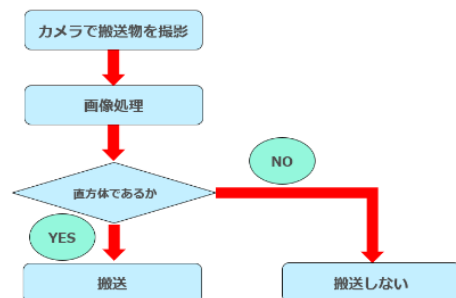 カメラで搬送物を撮影
画像処理
直方体であるか
NO
YES
搬送
搬送しない